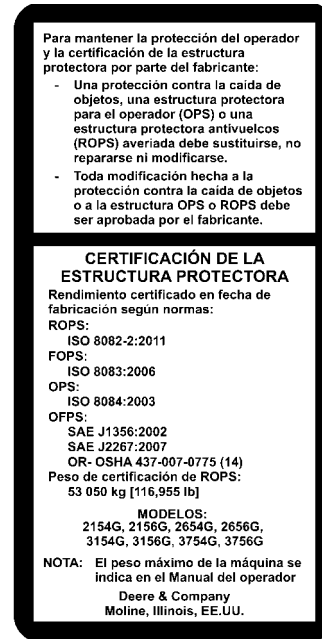 Para mantener la protección del operador
y la certificación de la estructura
protectora por parte del fabricante:
- Una protección contra la caída de
objetos, una estructura protectora
para el operador (OPS) o una
estructura protectora antivuelcos
(ROPS) averiada debe sustituirse, no
repararse ni modificarse.
- Toda modificación hecha a la
protección contra la caída de objetos
o a la estructura OPS o ROPS debe
ser aprobada por el fabricante.
CERTIFICACIÓN DE LA
ESTRUCTURA PROTECTORA
Rendimiento certificado en fecha de
fabricación según normas:
ROPS:
ISO 8082-2:2011
FOPS:
ISO 8083:2006
OPS:
ISO 8084:2003
OFPS:
SAE J1356:2002
SAE J2267:2007
OR- OSHA 437-007-0775 (14)
Peso de certificación de ROPS:
53 050 kg [116,955 lb]
MODELOS:
2154G, 2156G, 2654G, 2656G,
3154G, 3156G, 3754G, 3756G
NOTA: El peso máximo de la máquina se
indica en el Manual del operador
Deere & Company
Moline, Illinois, EE.UU.